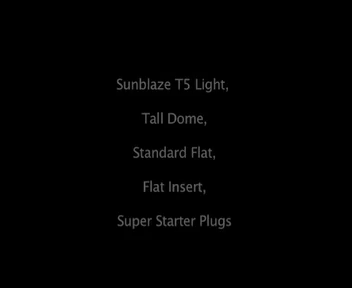 Sunblaze T5 Light,
Tall Dome,
Standard Flat,
Flat Insert,
Super Starter Plugs